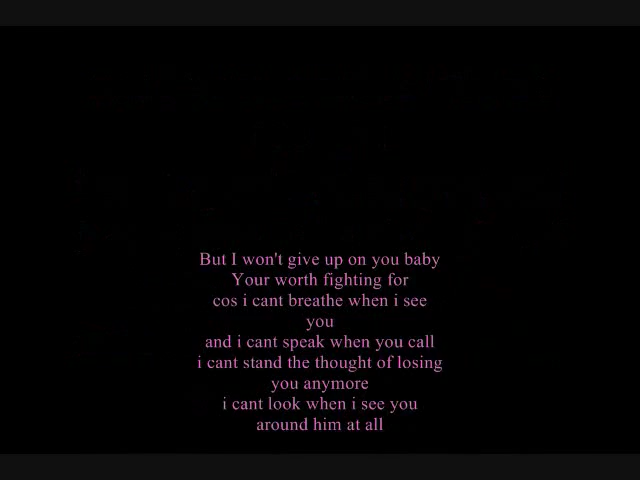 But I won't give up on you baby
Your worth fighting for
cos i cant breathe when i see
you
and i cant speak when you call
i cant stand the thought of losing
you anymore
i cant look when i see you
around him at all